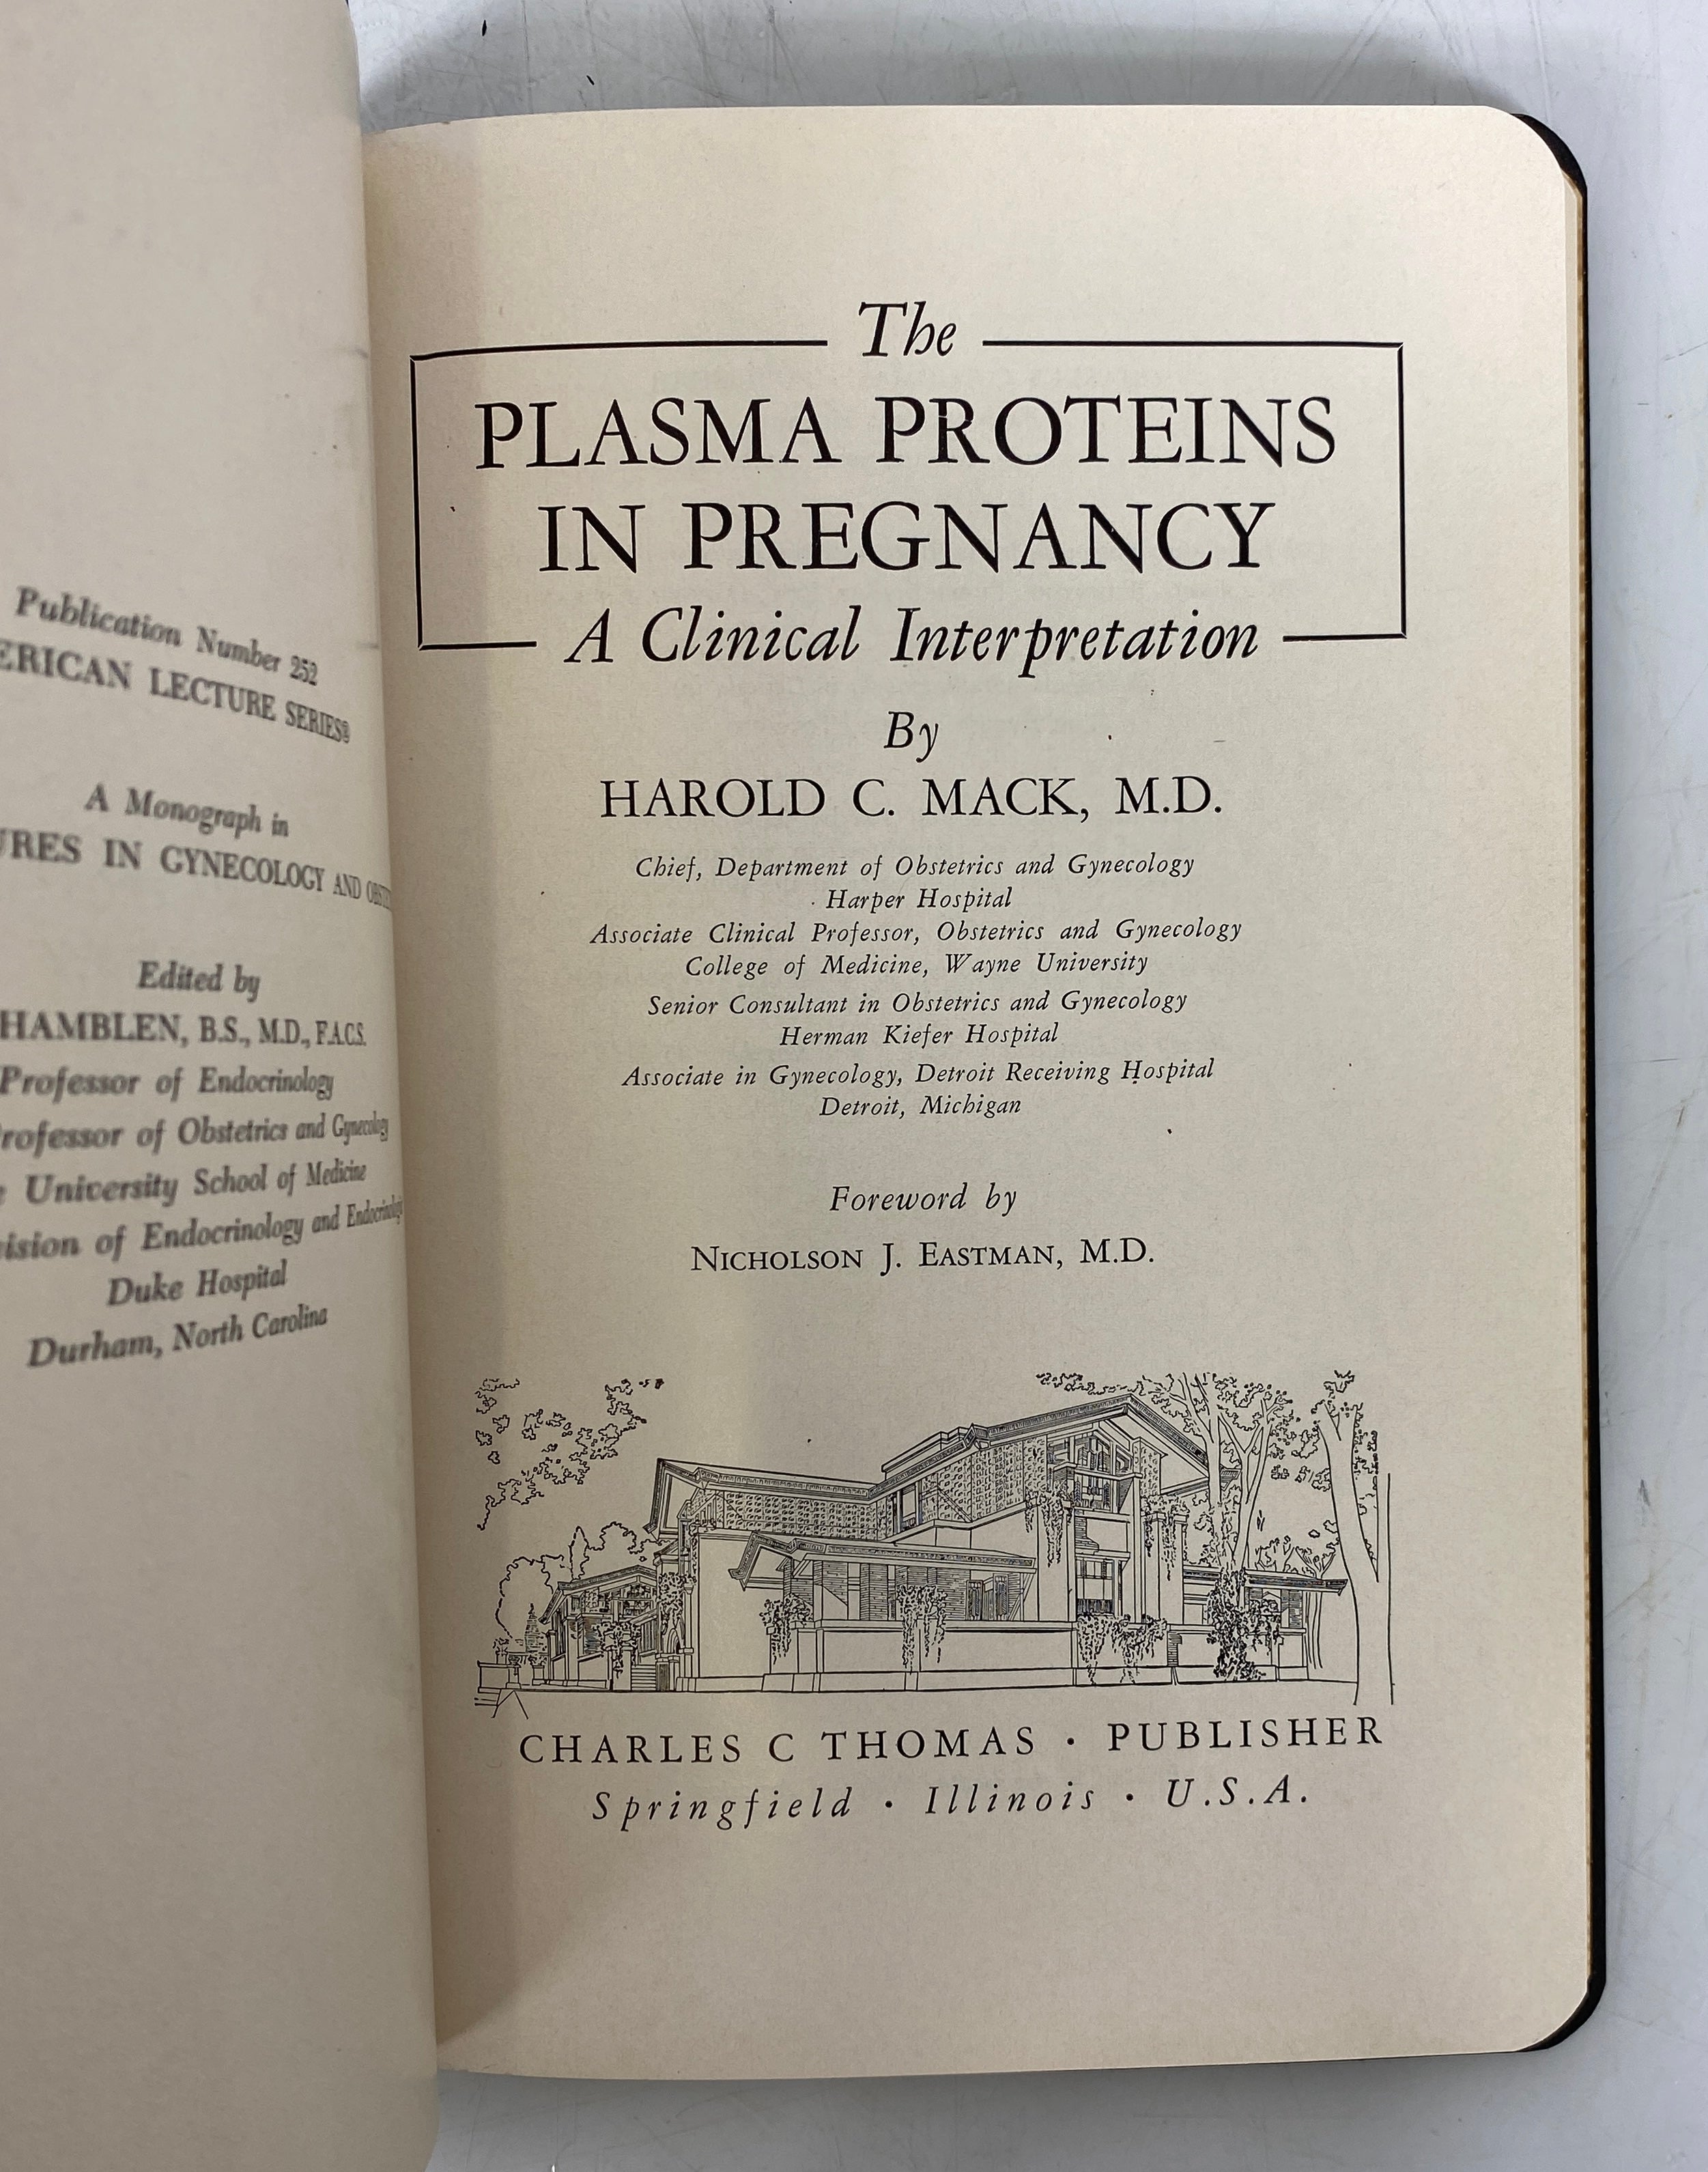 Publication Number 252
LECTURE SERIES®
A Monograph in
IN GYNECOLOGY AND
Edited by
HAMBLEN, B.S., M.D., F.A.C.S.
Professor of Endocrinology
of Obstetrics and Gynecology
University School of Medicine
of Endocrinology and
Duke Hospital
Durham, North Carolina
The
PLASMA PROTEINS
IN PREGNANCY
A Clinical Interpretation
By
HAROLD C. MACK, M.D.
Chief, Department of Obstetrics and Gynecology
Harper Hospital
Associate Clinical Professor, Obstetrics and Gynecology
College of Medicine, Wayne University
Senior Consultant in Obstetrics and Gynecology
Herman Kiefer Hospital
Associate in Gynecology, Detroit Receiving Hospital
Detroit, Michigan
Foreword by
NICHOLSON J. EASTMAN, M.D.
CHARLES C THOMAS • PUBLISHER
Springfield • Illinois • U.S.A.